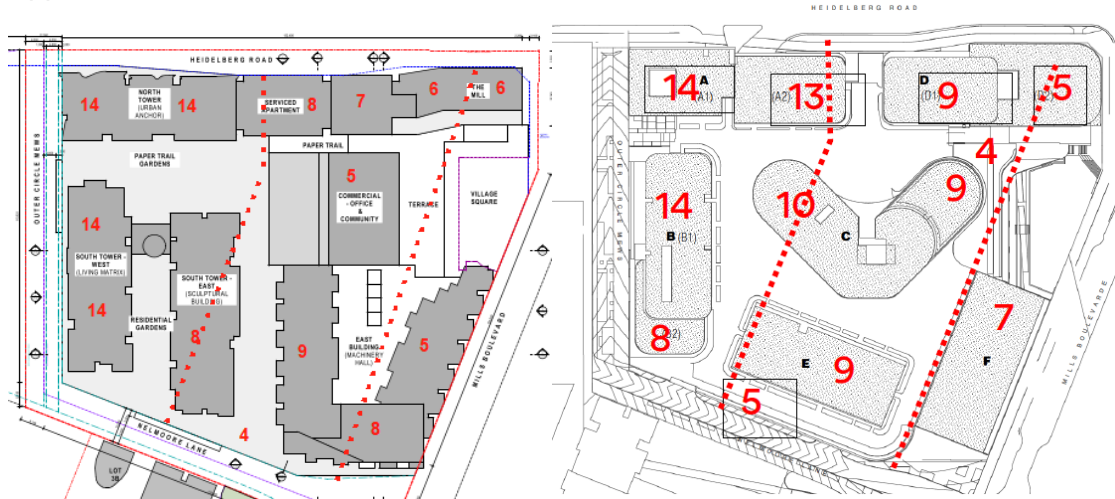 HEIDELBERG ROAD
14
NORTH
TOWER
(URBAN
ANCHOR)
14
SERVICED
APARTMENT
8
7
6
THE
MILL
6
OUTER CIRCLE MEWS
PAPER TRAIL
GARDENS
PAPER TRAIL
5
COMMERCIAL
- OFFICE
&
COMMUNITY
TERRACE
VILLAGE
SQUARE
14
SOUTH TOWER -
WEST
(LIVING MATRIX)
14
SOUTH TOWER -
EAST
(SCULPTURAL
BUILDING)
8
RESIDENTIAL
GARDENS
9
EAST
BUILDING
(MACHINERY
HALL)
5
8
4
MILLS BOULEVARD
NELMOORE LANE
LOT
3B
HEIDELBERG ROAD
14
A
(A1)
(A2)
13
D
(D1)
9
5
4
OUTER CIRCLE MEWS
14
B (B1)
8
10
C
9
E
9
5
7
F
MILLS BOULEVARDE